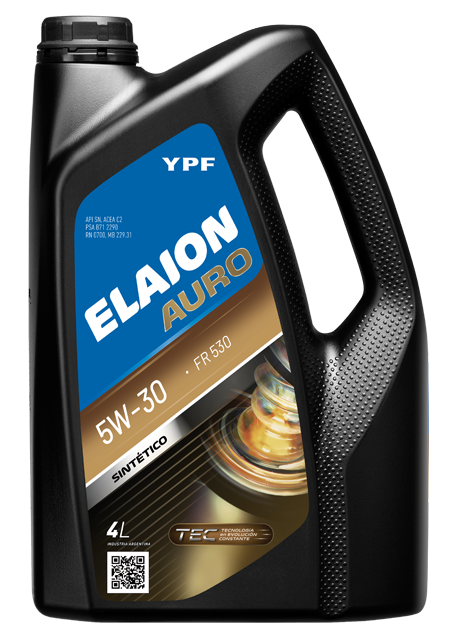 YPF
API SN, ACEA C2
PSA B71 2290
RN 0700, MB 229.31
ELAION
AURO
5W-30 • FR 530
SINTÉTICO
4L
INDUSTRIA ARGENTINA
TEC
TECNOLOGÍA
en EVOLUCIÓN
CONSTANTE